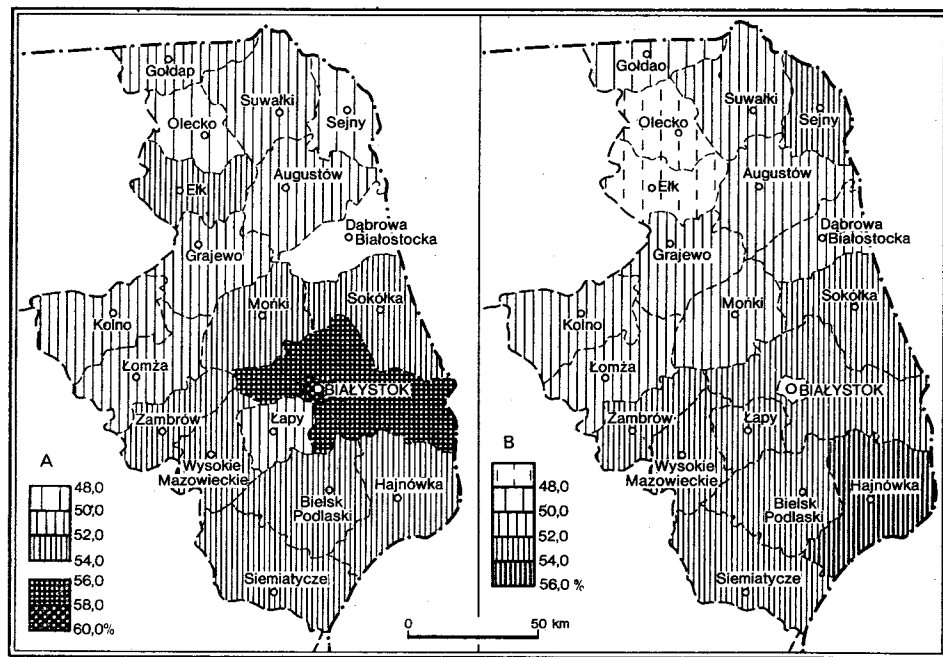 Gołdap
Suwałki
Olecko
Sejny
Ełk
Augustów
Dąbrowa
Białostocka
Grajewo
Mońki
Sokółka
Kolno
Łomża
BIAŁYSTOK
Zambrów
Łapy
Wysokie
Mazowieckie
Hajnówka
Bielsk
Podlaski
Siemiatycze
A
48,0
50,0
52,0
54,0
56,0
58,0
60,0%
0 50 km
Gołdao
Suwałki
Olecko
Sejny
Ełk
Augustów
Dąbrowa
Białostocka
Grajewo
Mońki
Sokółka
Kolno
Łomża
BIAŁYSTOK
Zambrów
Łapy
Wysokie
Mazowieckie
Hajnówka
Bielsk
Podlaski
Siemiatycze
B
48,0
50,0
52,0
54,0
56,0 %